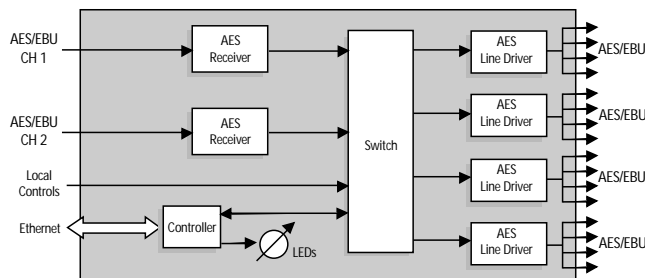 AES/EBU
CH 1
AES
Receiver
AES
Line Driver
AES/EBU
AES/EBU
CH 2
AES
Receiver
AES
Line Driver
AES/EBU
Switch
Local
Controls
AES
Line Driver
AES/EBU
Ethernet
Controller
LEDs
AES
Line Driver
AES/EBU